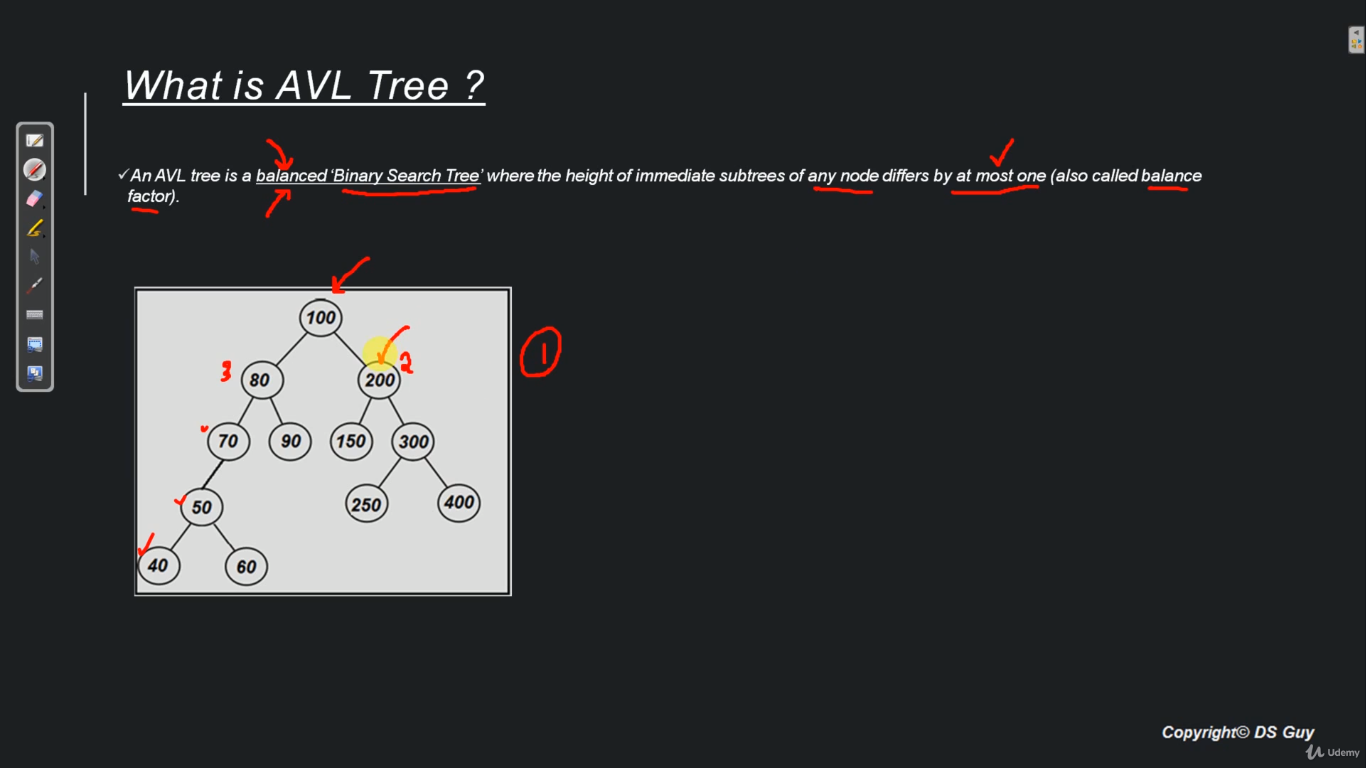 What is AVL Tree ?
✓An AVL tree is a balanced ‘Binary Search Tree’ where the height of immediate subtrees of any node differs by at most one (also called balance
factor).
100
1
3 80 200 2
70 90 150 300
50 250 400
40 60
Copyright© DS Guy
Udemy